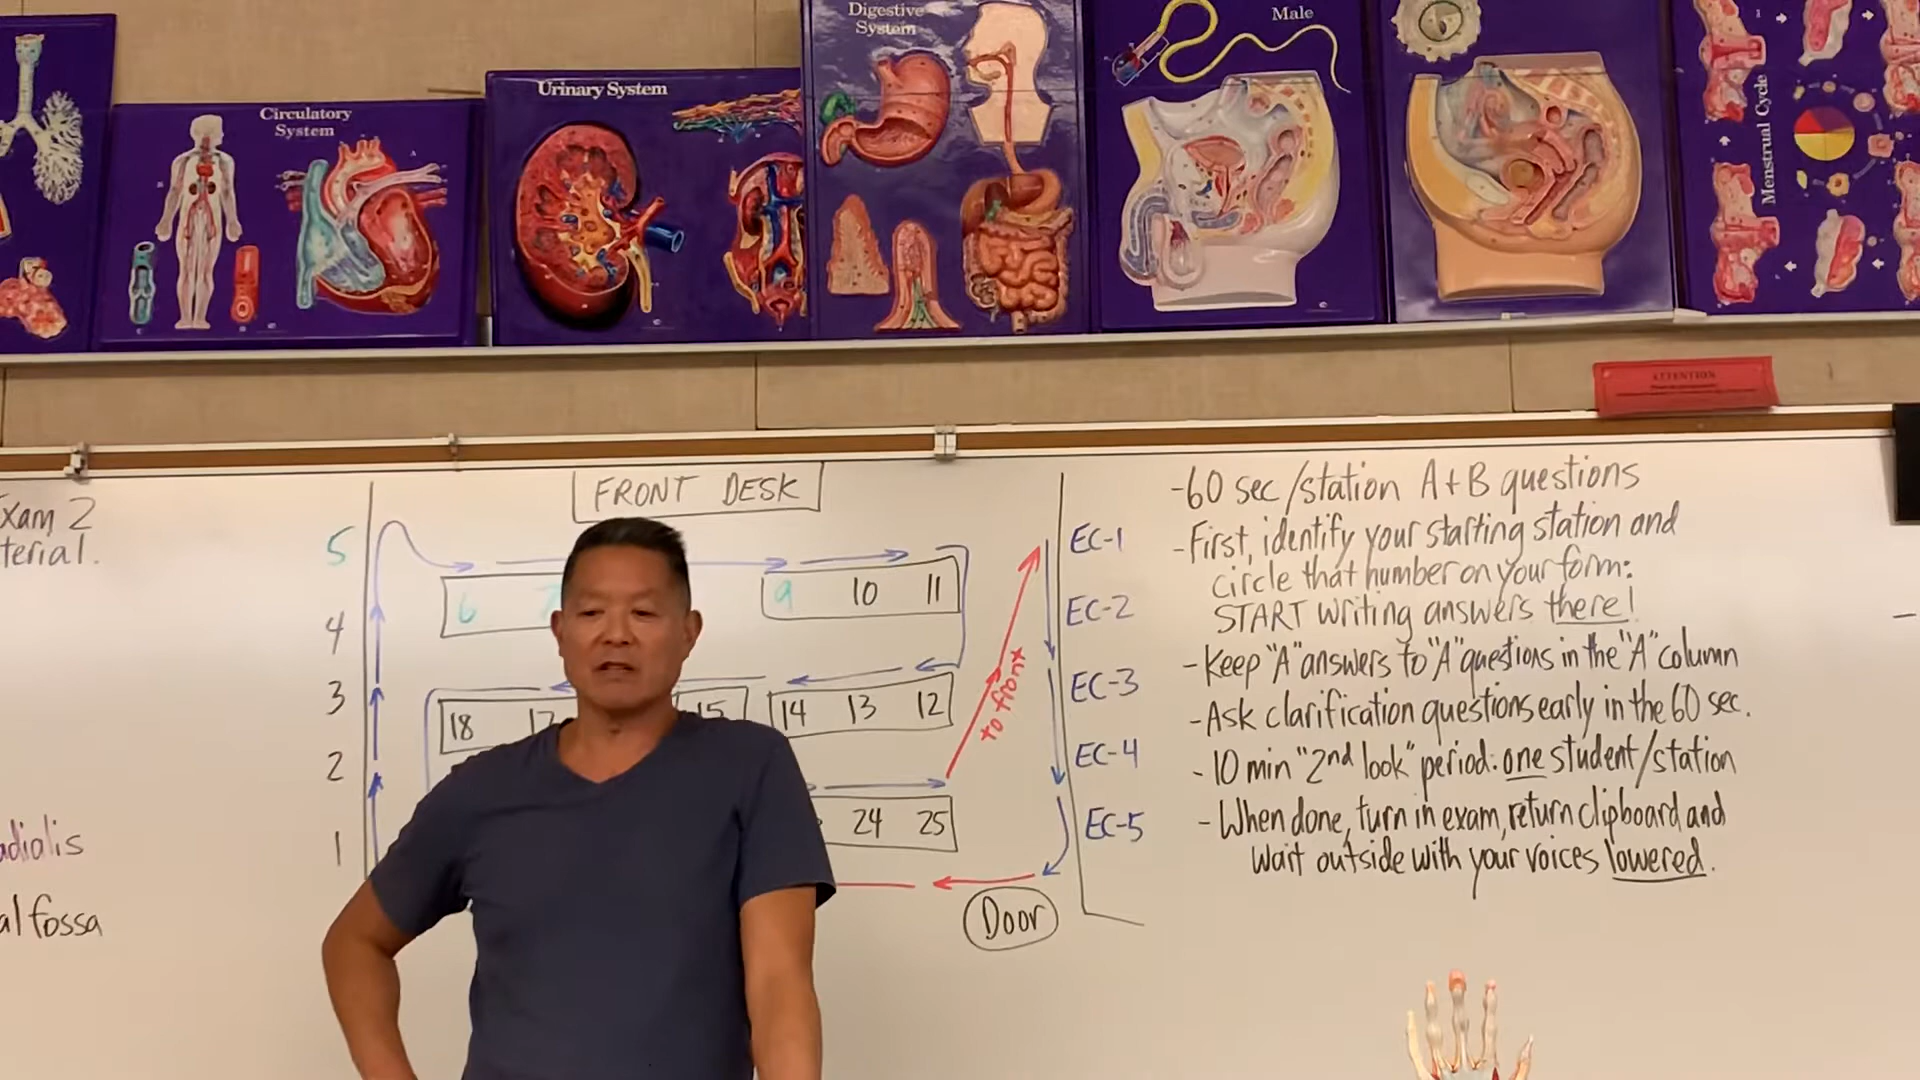 Digestive
System
Male
Urinary System
Circulatory
System
Menstrual Cycle
ATTENTION
xam 2
terial.
adialis
al fossa
FRONT DESK
5
4
3
2
1
6 7
9 10 11
18 17
15
14 13 12
24 25
to front
EC-1
EC-2
EC-3
EC-4
EC-5
Door
-60 sec/station A+B questions
-First, identify your starting station and
circle that number on your form:
START writing answers there!
-Keep "A" answers to "A" questions in the "A" column
-Ask clarification questions early in the 60 sec.
-10 min "2nd look" period: one student/station
-When done, turn in exam, return clipboard and
wait outside with your voices lowered.